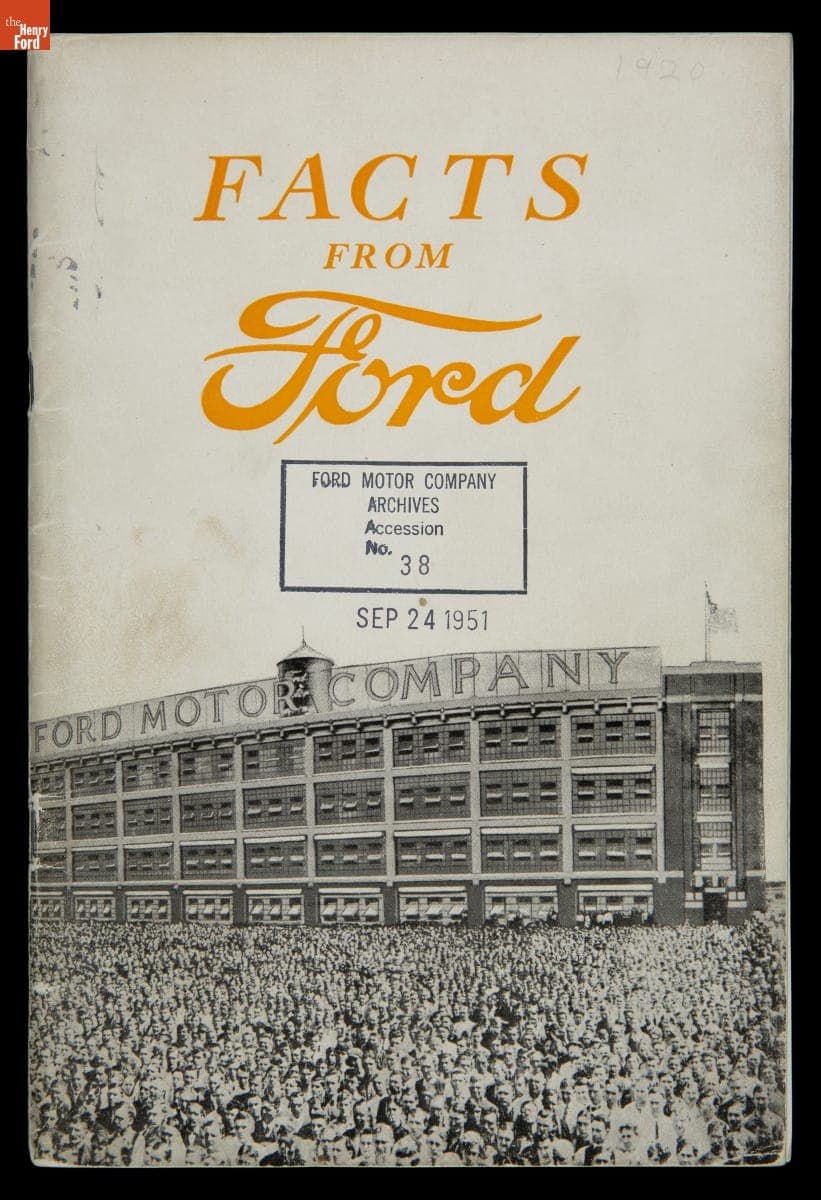 the
Henry
Ford
1920
FACTS
FROM
Ford
FORD MOTOR COMPANY
ARCHIVES
Accession
No. 38
SEP 24 1951
FORD MOTOR COMPANY